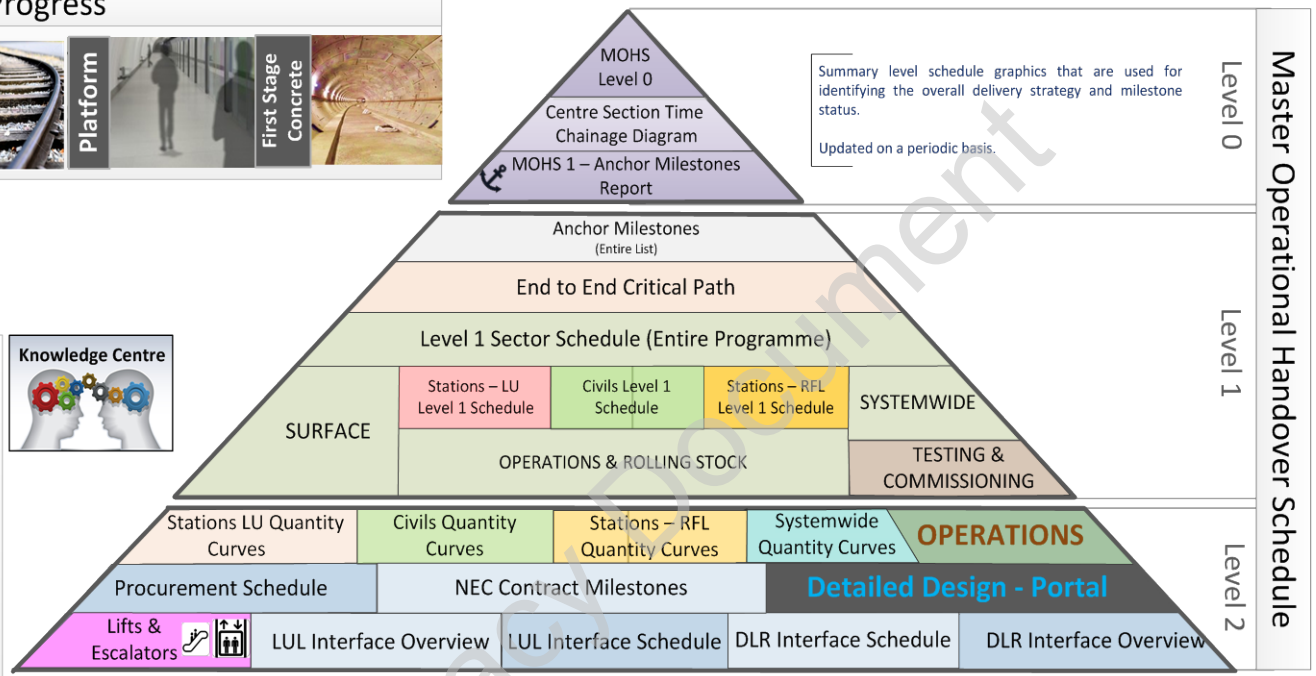 Progress
Platform
First Stage
Concrete
Knowledge Centre
MOHS
Level 0
Centre Section Time
Chainage Diagram
MOHS 1 – Anchor Milestones
Report
Summary level schedule graphics that are used for
identifying the overall delivery strategy and milestone
status.
Updated on a periodic basis.
Level 0
Master Operational Handover Schedule
Anchor Milestones
(Entire List)
End to End Critical Path
Level 1 Sector Schedule (Entire Programme)
SURFACE
Stations – LU
Level 1 Schedule
Civils Level 1
Schedule
Stations – RFL
Level 1 Schedule
SYSTEMWIDE
OPERATIONS & ROLLING STOCK
TESTING &
COMMISSIONING
Level 1
Stations LU Quantity
Curves
Civils Quantity
Curves
Stations – RFL
Quantity Curves
Systemwide
Quantity Curves
OPERATIONS
Procurement Schedule
NEC Contract Milestones
Detailed Design - Portal
Lifts &
Escalators
LUL Interface Overview
LUL Interface Schedule
DLR Interface Schedule
DLR Interface Overview
Level 2
acy Document